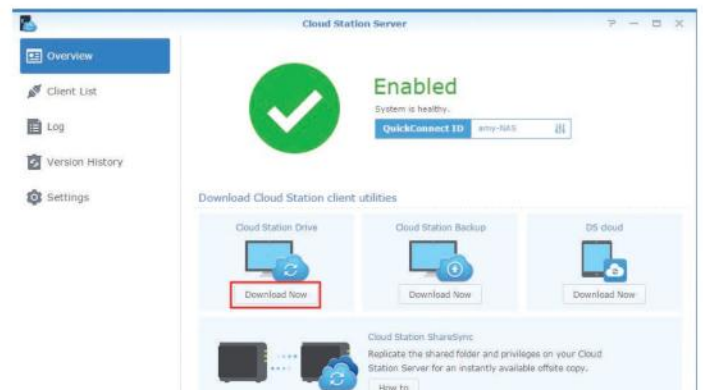 Cloud Station Server
Overview
Client List
Log
Version History
Settings
Enabled
System is healthy.
QuickConnect ID amy-NAS
Download Cloud Station client utilities
Cloud Station Drive
Download Now
Cloud Station Backup
Download Now
DS cloud
Download Now
Cloud Station ShareSync
Replicate the shared folder and privileges on your Cloud
Station Server for an instantly available offsite copy.
How to